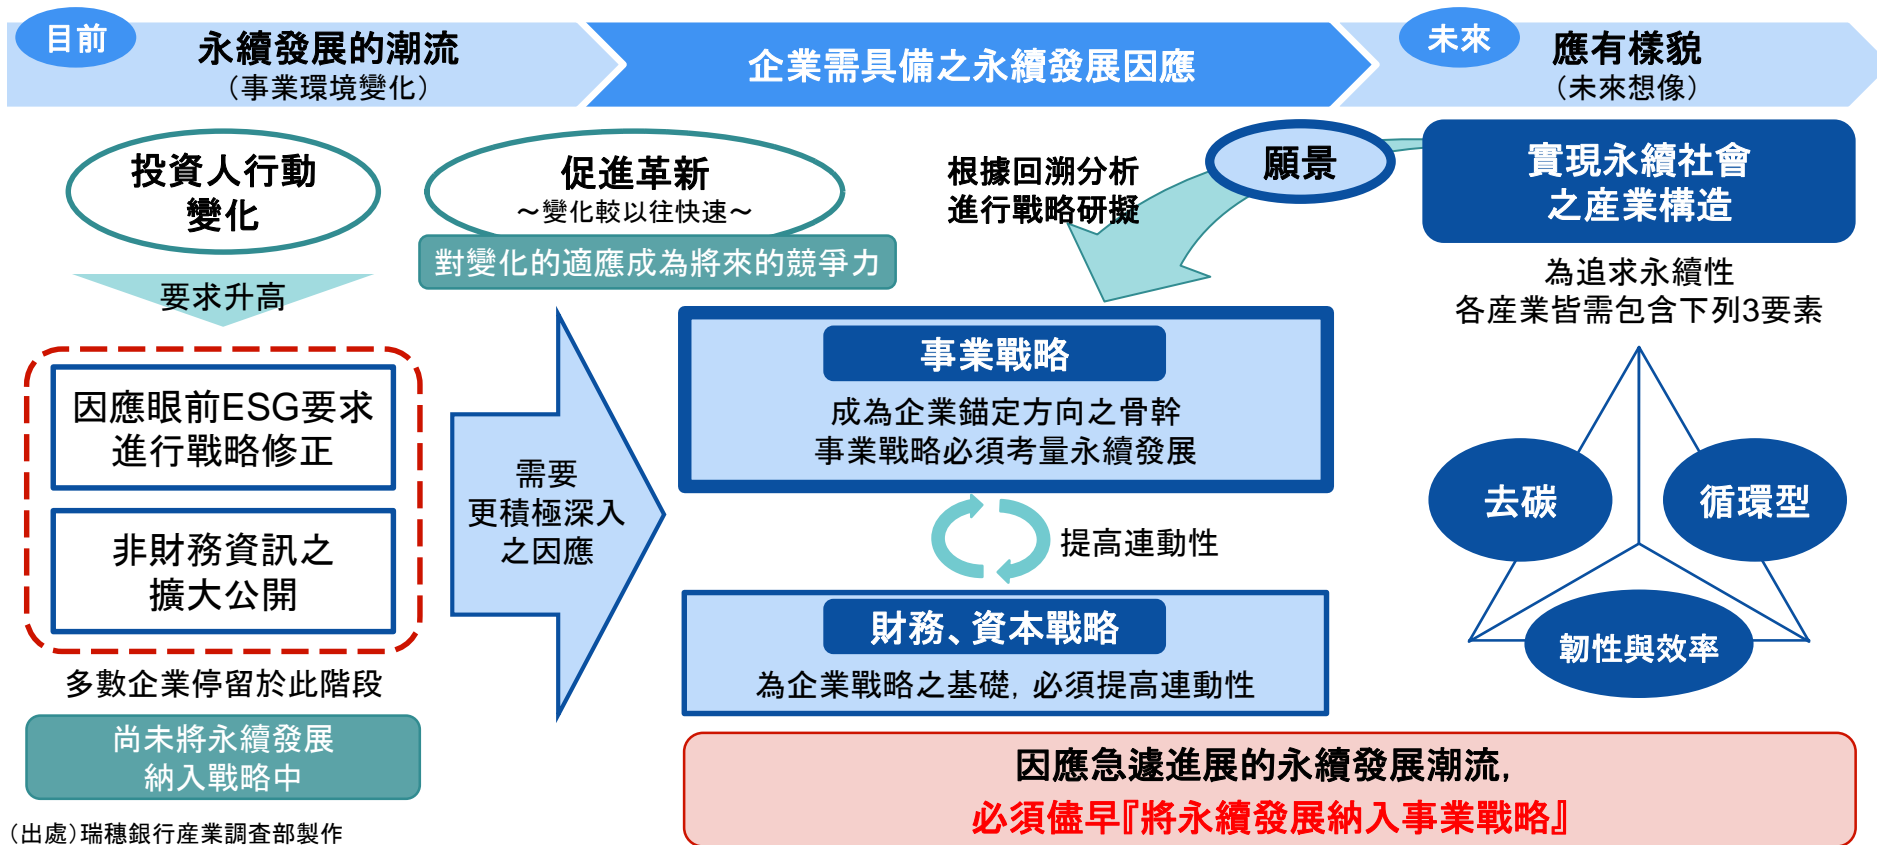 目前
永續發展的潮流
（事業環境變化）
企業需具備之永續發展因應
未來
應有樣貌
（未來想像）
投資人行動
變化
要求升高
因應眼前ESG要求
進行戰略修正
非財務資訊之
擴大公開
多數企業停留於此階段
尚未將永續發展
納入戰略中
促進革新
～變化較以往快速～
對變化的適應成為將來的競爭力
需要
更積極深入
之因應
根據回溯分析
進行戰略研擬
願景
事業戰略
成為企業錨定方向之骨幹
事業戰略必須考量永續發展
提高連動性
財務、資本戰略
為企業戰略之基礎，必須提高連動性
實現永續社會
之産業構造
為追求永續性
各産業皆需包含下列3要素
去碳
循環型
韌性與效率
因應急遽進展的永續發展潮流，
必須儘早『將永續發展納入事業戰略』
（出處）瑞穗銀行産業調査部製作